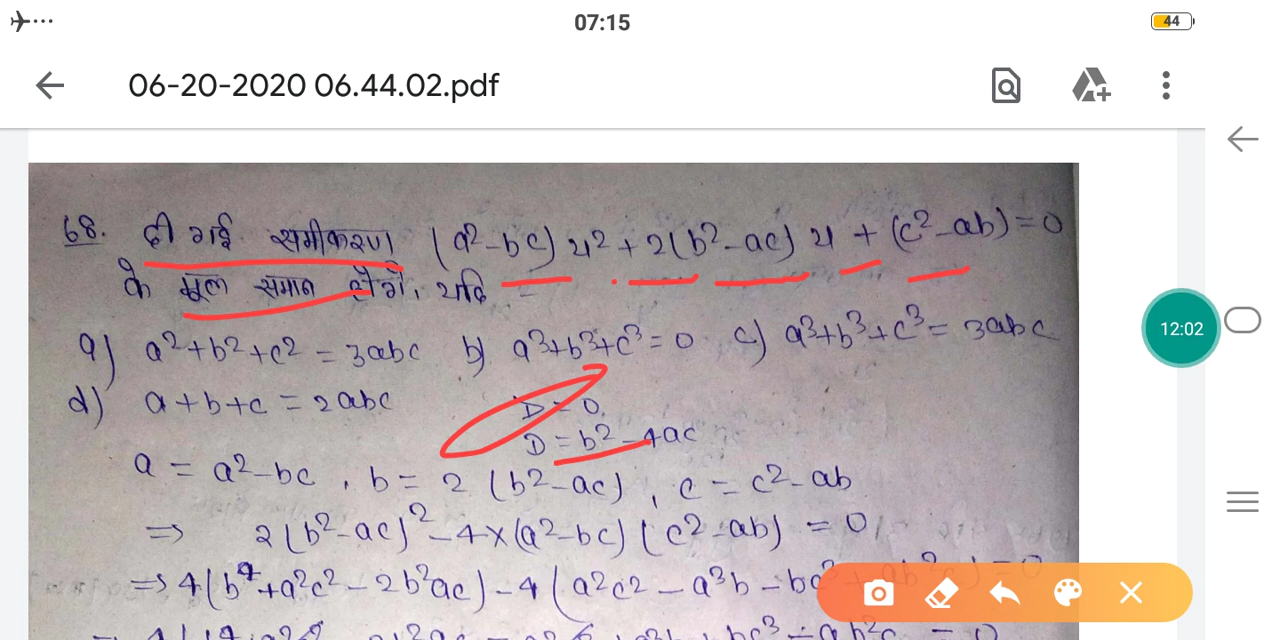 07:15
44
06-20-2020 06.44.02.pdf
68. दी गई समीकरण (a²-bc) x² + 2(b²-ac) x + (c²-ab)=0
के मूल समान होंगे, यदि -
a) a²+b²+c² = 3abc b) a³+b³+c³=0 c) a³+b³+c³= 3abc
d) a+b+c = 2abc
D = 0
D = b²-4ac
a = a²-bc , b= 2 (b²-ac) , c = c²-ab
⇒ 2(b²-ac)² - 4×(a²-bc) (c²-ab) = 0
⇒ 4(b⁴+a²c² - 2b²ac) - 4 (a²c² - a³b - bc
12:02